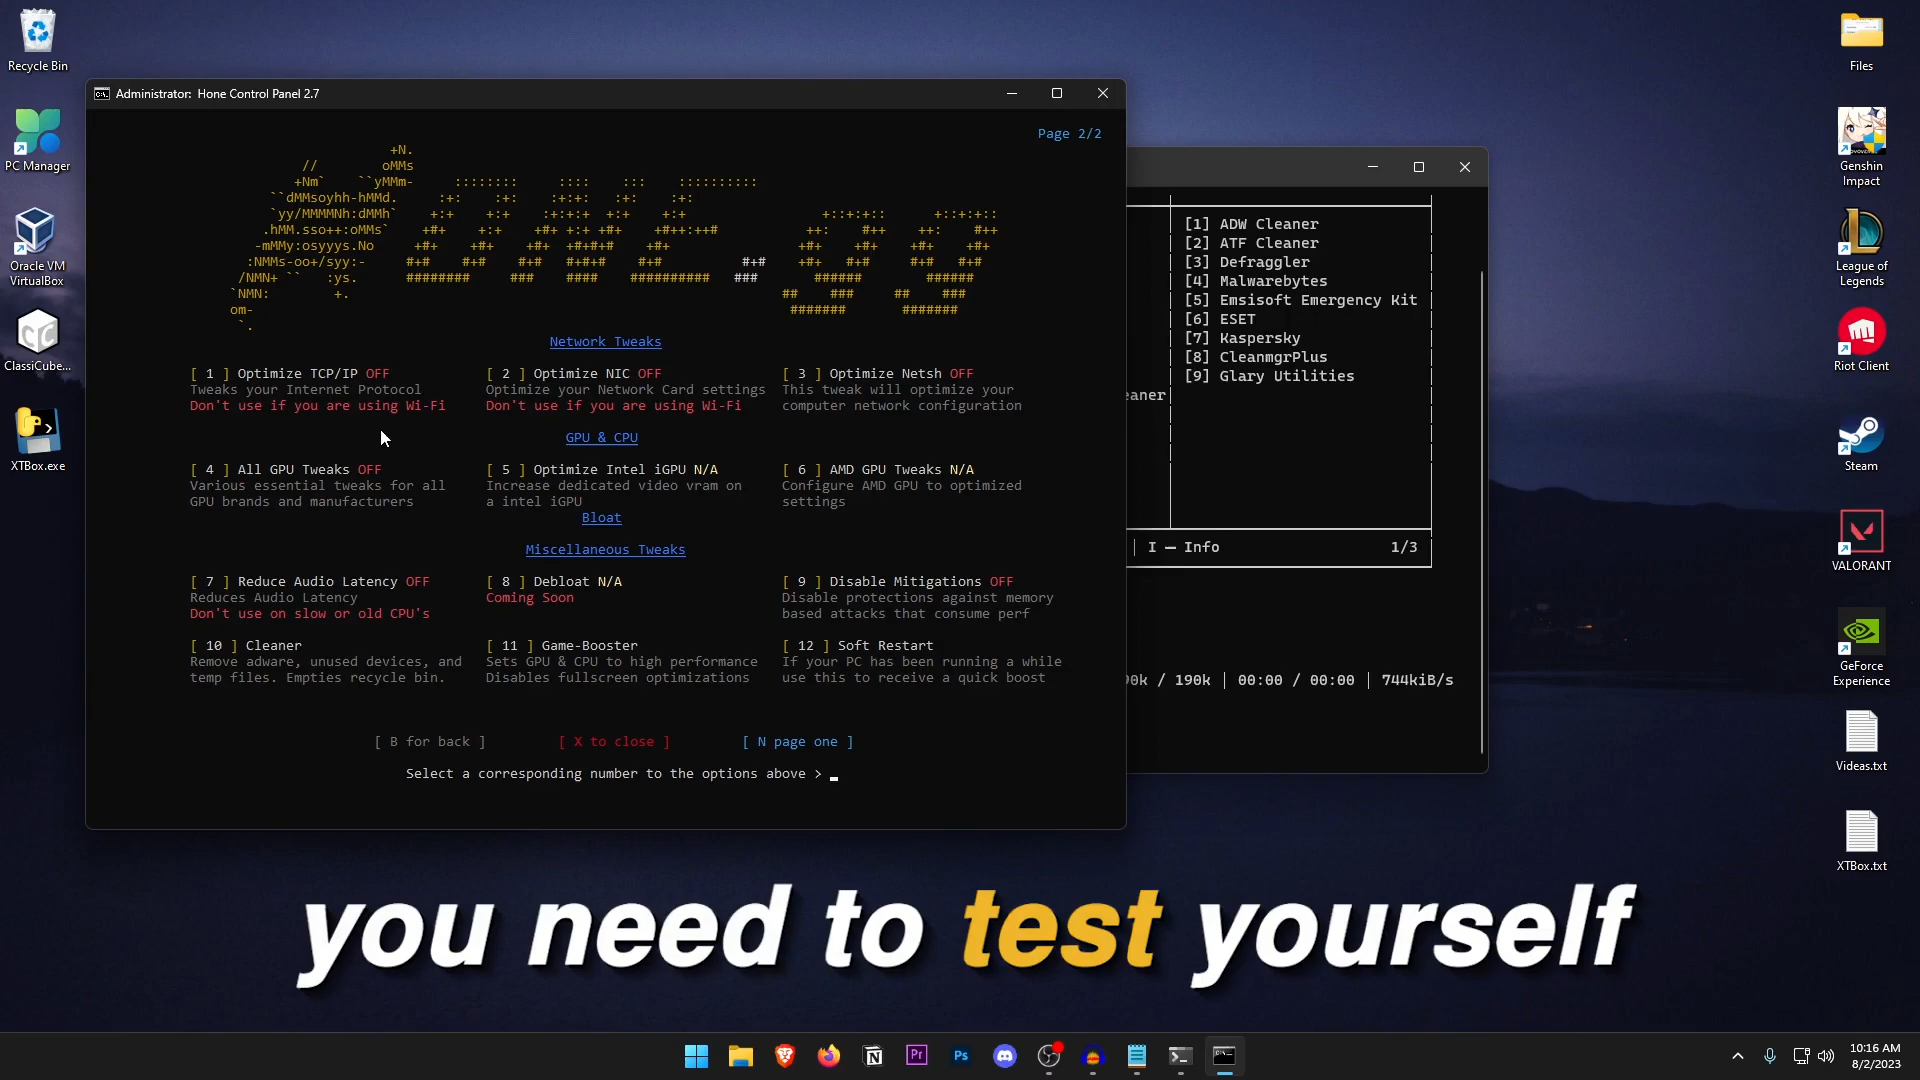 Recycle Bin
PC Manager
Oracle VM
VirtualBox
ClassiCube...
XTBox.exe
Administrator: Hone Control Panel 2.7
Page 2/2
Network Tweaks
[ 1 ] Optimize TCP/IP OFF
Tweaks your Internet Protocol
Don't use if you are using Wi-Fi
[ 2 ] Optimize NIC OFF
Optimize your Network Card settings
Don't use if you are using Wi-Fi
[ 3 ] Optimize Netsh OFF
This tweak will optimize your
computer network configuration
GPU & CPU
[ 4 ] All GPU Tweaks OFF
Various essential tweaks for all
GPU brands and manufacturers
[ 5 ] Optimize Intel iGPU N/A
Increase dedicated video vram on
a intel iGPU
[ 6 ] AMD GPU Tweaks N/A
Configure AMD GPU to optimized
settings
Bloat
Miscellaneous Tweaks
[ 7 ] Reduce Audio Latency OFF
Reduces Audio Latency
Don't use on slow or old CPU's
[ 8 ] Debloat N/A
Coming Soon
[ 9 ] Disable Mitigations OFF
Disable protections against memory
based attacks that consume perf
[ 10 ] Cleaner
Remove adware, unused devices, and
temp files. Empties recycle bin.
[ 11 ] Game-Booster
Sets GPU & CPU to high performance
Disables fullscreen optimizations
[ 12 ] Soft Restart
If your PC has been running a while
use this to receive a quick boost
[ B for back ]
[ X to close ]
[ N page one ]
Select a corresponding number to the options above >
[1] ADW Cleaner
[2] ATF Cleaner
[3] Defraggler
[4] Malwarebytes
[5] Emsisoft Emergency Kit
[6] ESET
[7] Kaspersky
[8] CleanmgrPlus
[9] Glary Utilities
eaner
I — Info
1/3
90k / 190k | 00:00 / 00:00 | 744kiB/s
Files
Genshin
Impact
League of
Legends
Riot Client
Steam
VALORANT
GeForce
Experience
Videas.txt
XTBox.txt
you need to test yourself
10:16 AM
8/2/2023